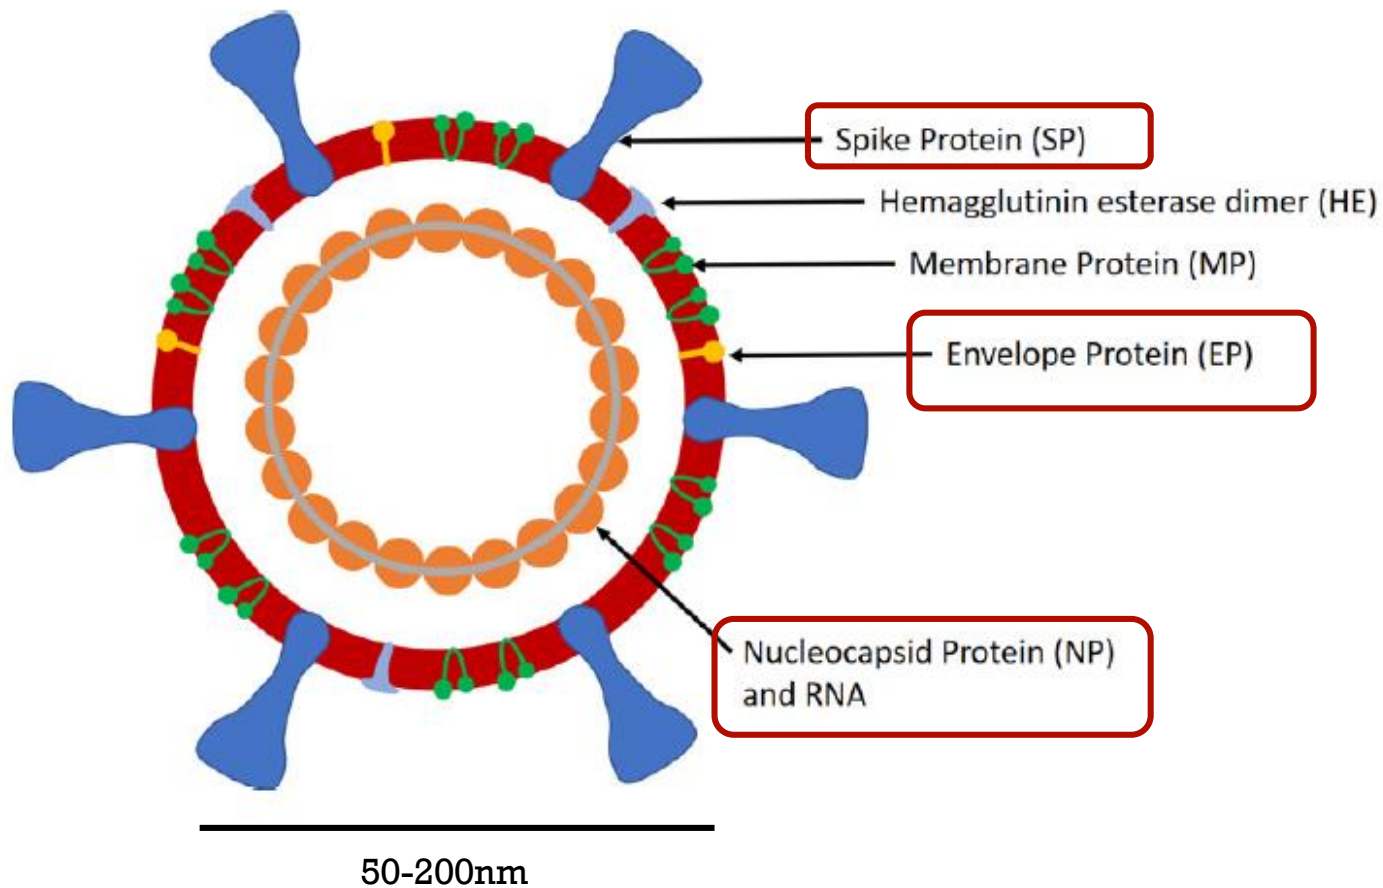 Spike Protein (SP)
Hemagglutinin esterase dimer (HE)
Membrane Protein (MP)
Envelope Protein (EP)
Nucleocapsid Protein (NP)
and RNA
50-200nm